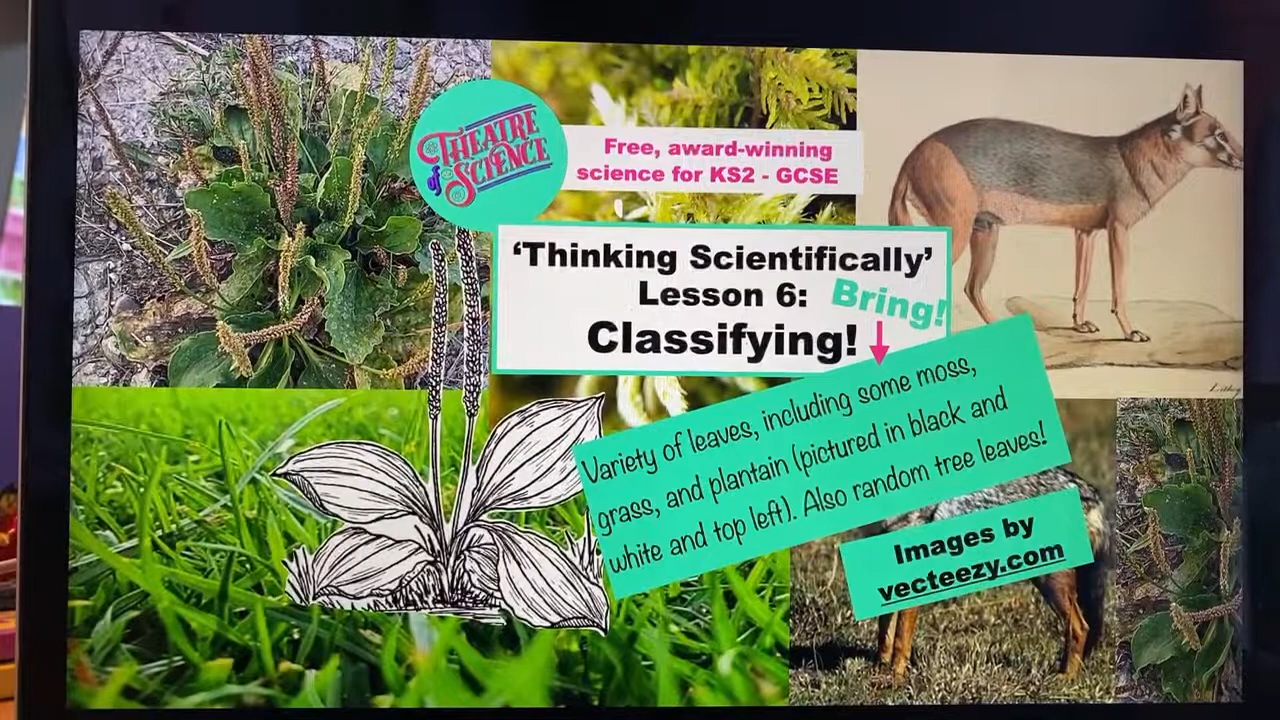 THEATRE
of SCIENCE
Free, award-winning
science for KS2 - GCSE
‘Thinking Scientifically’
Lesson 6: Bring!
Classifying!
Variety of leaves, including some moss,
grass, and plantain (pictured in black and
white and top left). Also random tree leaves!
Images by
vecteezy.com